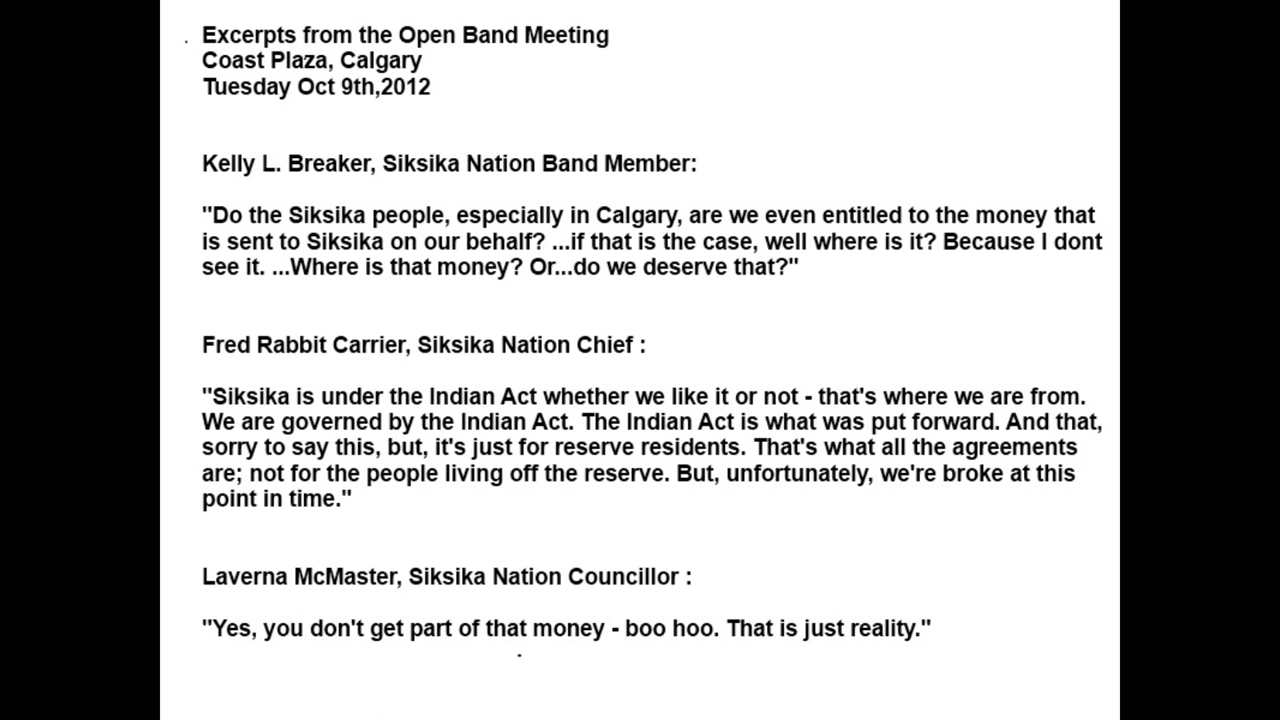 . Excerpts from the Open Band Meeting
Coast Plaza, Calgary
Tuesday Oct 9th,2012
Kelly L. Breaker, Siksika Nation Band Member:
"Do the Siksika people, especially in Calgary, are we even entitled to the money that
is sent to Siksika on our behalf? ...if that is the case, well where is it? Because I dont
see it. ...Where is that money? Or...do we deserve that?"
Fred Rabbit Carrier, Siksika Nation Chief :
"Siksika is under the Indian Act whether we like it or not - that's where we are from.
We are governed by the Indian Act. The Indian Act is what was put forward. And that,
sorry to say this, but, it's just for reserve residents. That's what all the agreements
are; not for the people living off the reserve. But, unfortunately, we're broke at this
point in time."
Laverna McMaster, Siksika Nation Councillor :
"Yes, you don't get part of that money - boo hoo. That is just reality."
.